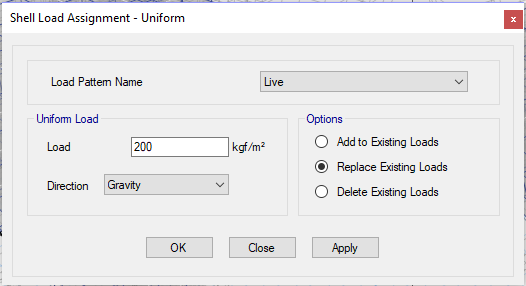 Shell Load Assignment - Uniform
x
Load Pattern Name
Live
Uniform Load
Load
200
kgf/m²
Direction
Gravity
Options
Add to Existing Loads
Replace Existing Loads
Delete Existing Loads
OK
Close
Apply